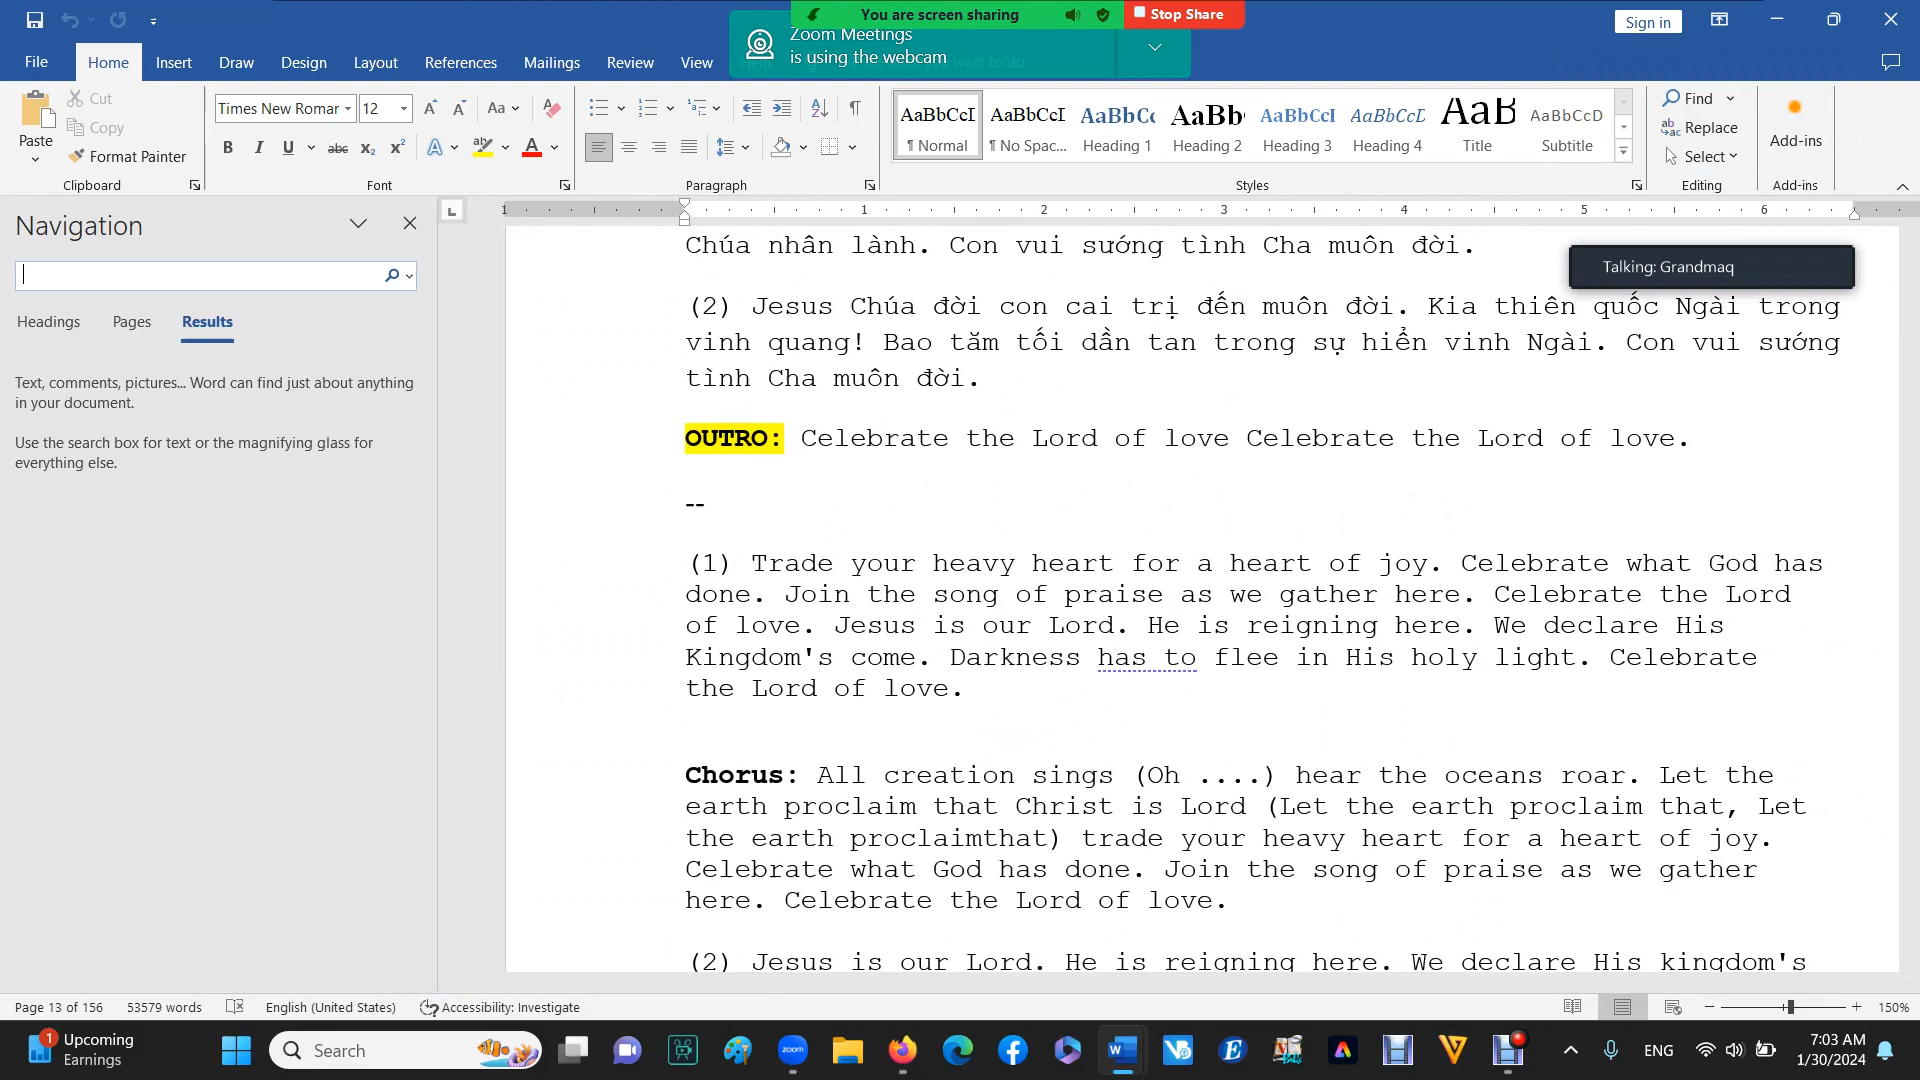 You are screen sharing
Stop Share
Zoom Meetings
is using the webcam
Sign in
File
Home
Insert
Draw
Design
Layout
References
Mailings
Review
View
Paste
Cut
Copy
Format Painter
Clipboard
Times New Romar
12
Font
Paragraph
AaBbCcI
¶ Normal
AaBbCcI
¶ No Spac...
AaBbCc
Heading 1
AaBb
Heading 2
AaBbCcI
Heading 3
AaBbCcD
Heading 4
AaB
Title
AaBbCcD
Subtitle
Styles
Find
Replace
Select
Editing
Add-ins
Add-ins
Navigation
Headings
Pages
Results
Text, comments, pictures... Word can find just about anything
in your document.
Use the search box for text or the magnifying glass for
everything else.
1 1 2 3 4 5 6
Talking: Grandmaq
Chúa nhân lành. Con vui sướng tình Cha muôn đời.
(2) Jesus Chúa đời con cai trị đến muôn đời. Kia thiên quốc Ngài trong
vinh quang! Bao tăm tối dần tan trong sự hiển vinh Ngài. Con vui sướng
tình Cha muôn đời.
OUTRO: Celebrate the Lord of love Celebrate the Lord of love.
--
(1) Trade your heavy heart for a heart of joy. Celebrate what God has
done. Join the song of praise as we gather here. Celebrate the Lord
of love. Jesus is our Lord. He is reigning here. We declare His
Kingdom's come. Darkness has to flee in His holy light. Celebrate
the Lord of love.
Chorus: All creation sings (Oh ....) hear the oceans roar. Let the
earth proclaim that Christ is Lord (Let the earth proclaim that, Let
the earth proclaimthat) trade your heavy heart for a heart of joy.
Celebrate what God has done. Join the song of praise as we gather
here. Celebrate the Lord of love.
(2) Jesus is our Lord. He is reigning here. We declare His kingdom's
Page 13 of 156
53579 words
English (United States)
Accessibility: Investigate
150%
1
Upcoming
Earnings
Search
zoom
ENG
7:03 AM
1/30/2024